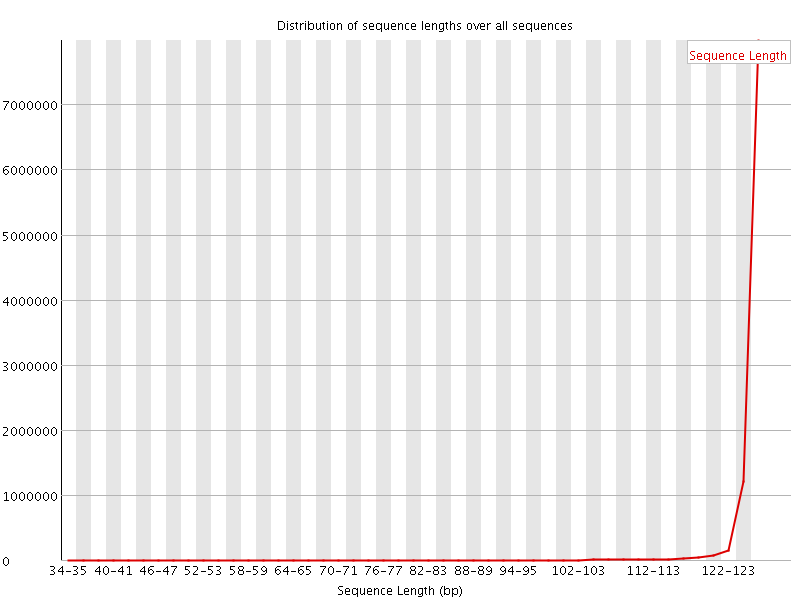 Distribution of sequence lengths over all sequences
Sequence Length
7000000
6000000
5000000
4000000
3000000
2000000
1000000
0
34-35 40-41 46-47 52-53 58-59 64-65 70-71 76-77 82-83 88-89 94-95 102-103 112-113 122-123
Sequence Length (bp)